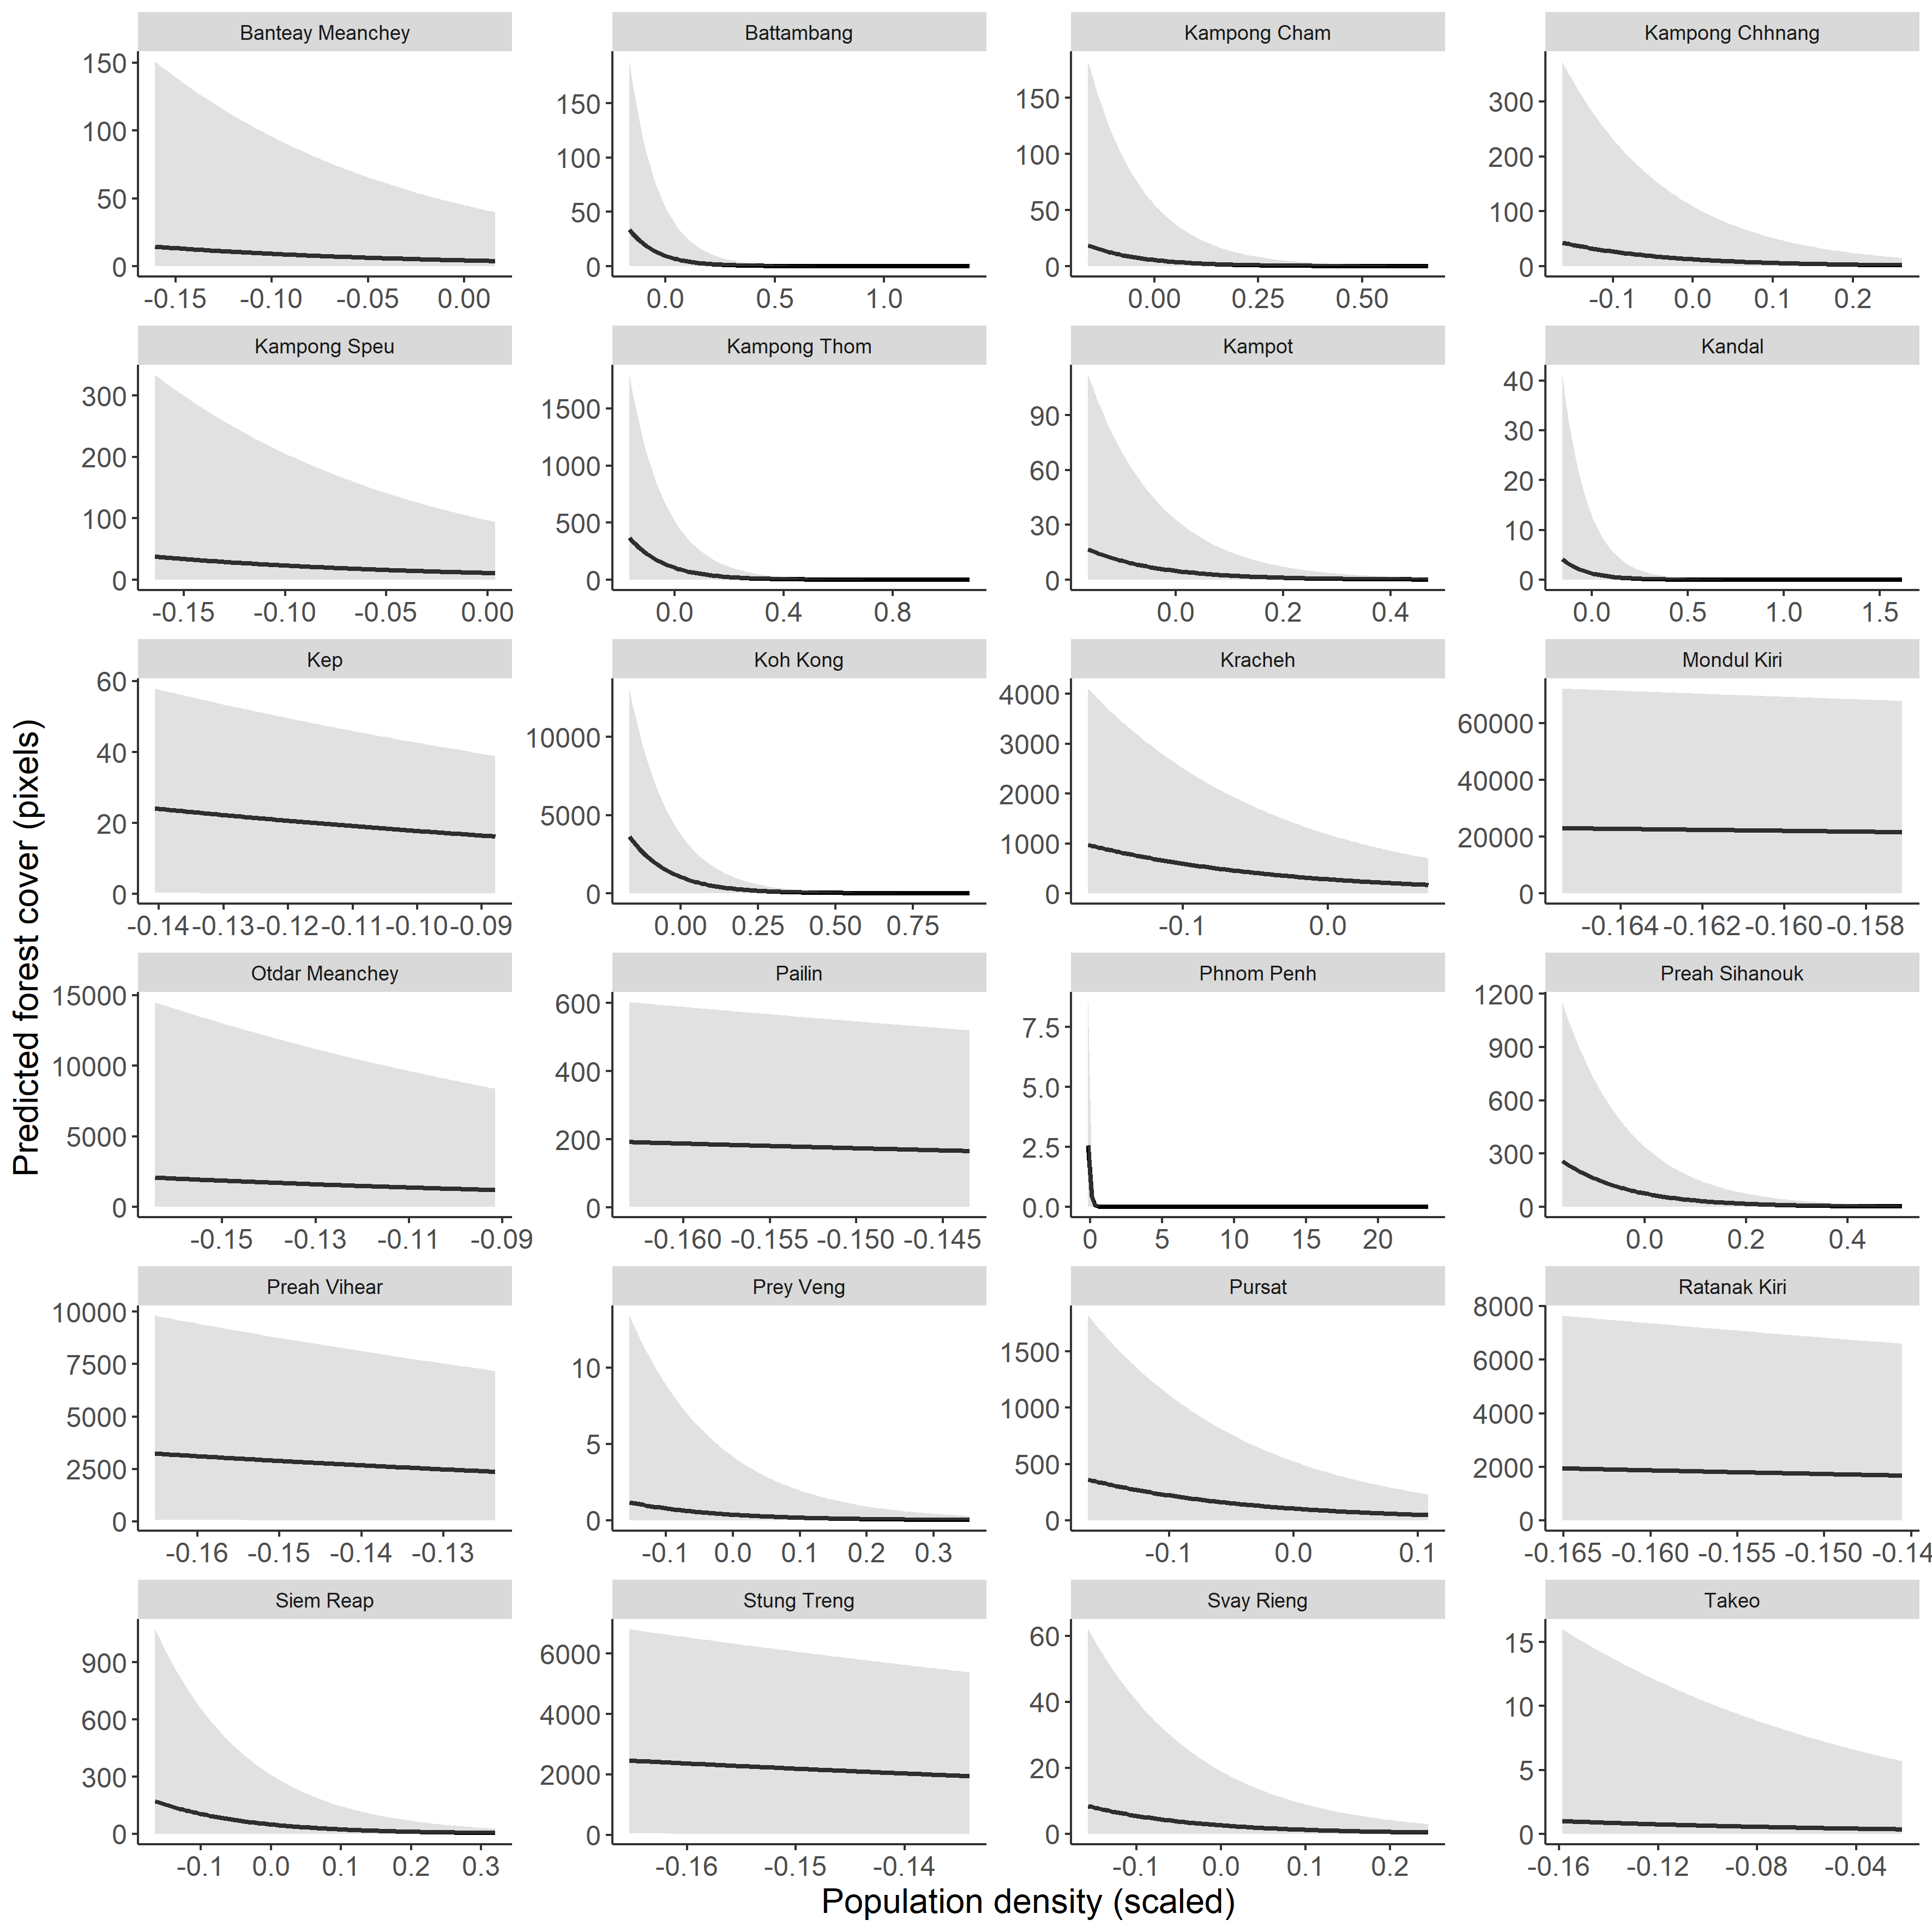 Banteay Meanchey
Battambang
Kampong Cham
Kampong Chhnang
150
100
50
0
-0.15 -0.10 -0.05 0.00
150
100
50
0
0.0 0.5 1.0
150
100
50
0
0.00 0.25 0.50
300
200
100
0
-0.1 0.0 0.1 0.2
Kampong Speu
Kampong Thom
Kampot
Kandal
300
200
100
0
-0.15 -0.10 -0.05 0.00
1500
1000
500
0
0.0 0.4 0.8
90
60
30
0
0.0 0.2 0.4
40
30
20
10
0
0.0 0.5 1.0 1.5
Kep
Koh Kong
Kracheh
Mondul Kiri
60
40
20
0
-0.14 -0.13 -0.12 -0.11 -0.10 -0.09
10000
5000
0
0.00 0.25 0.50 0.75
4000
3000
2000
1000
0
-0.1 0.0
60000
40000
20000
0
-0.164 -0.162 -0.160 -0.158
Predicted forest cover (pixels)
Otdar Meanchey
Pailin
Phnom Penh
Preah Sihanouk
15000
10000
5000
0
-0.15 -0.13 -0.11 -0.09
600
400
200
0
-0.160 -0.155 -0.150 -0.145
7.5
5.0
2.5
0.0
0 5 10 15 20
1200
900
600
300
0
0.0 0.2 0.4
Preah Vihear
Prey Veng
Pursat
Ratanak Kiri
10000
7500
5000
2500
0
-0.16 -0.15 -0.14 -0.13
10
5
0
-0.1 0.0 0.1 0.2 0.3
1500
1000
500
0
-0.1 0.0 0.1
8000
6000
4000
2000
0
-0.165 -0.160 -0.155 -0.150 -0.14
Siem Reap
Stung Treng
Svay Rieng
Takeo
900
600
300
0
-0.1 0.0 0.1 0.2 0.3
6000
4000
2000
0
-0.16 -0.15 -0.14
60
40
20
0
-0.1 0.0 0.1 0.2
15
10
5
0
-0.16 -0.12 -0.08 -0.04
Population density (scaled)